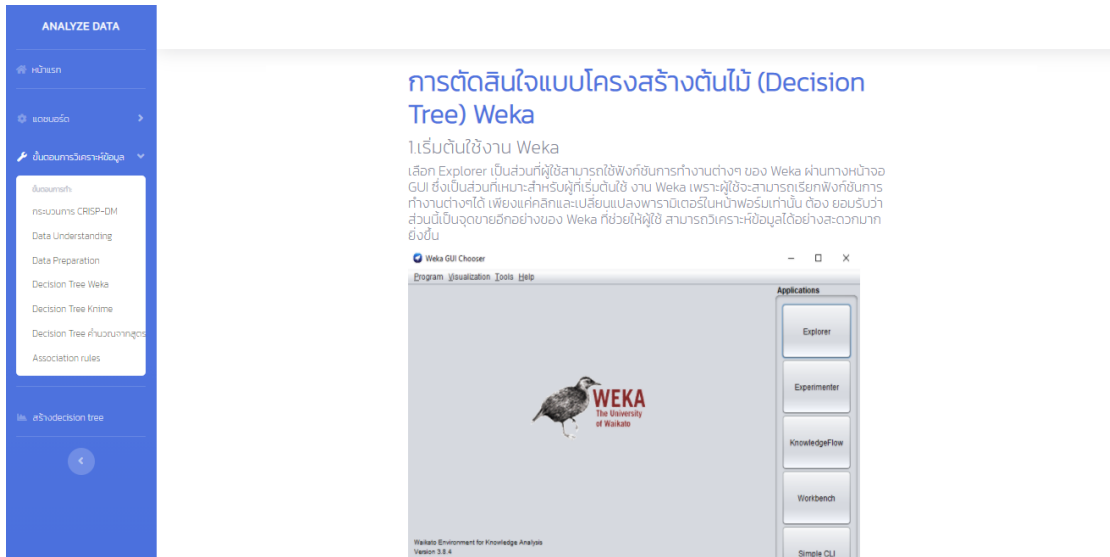 ANALYZE DATA
หน้าแรก
แดชบอร์ด
ขั้นตอนการวิเคราะห์ข้อมูล
ขั้นตอนการทำ
กระบวนการ CRISP-DM
Data Understanding
Data Preparation
Decision Tree Weka
Decision Tree Knime
Decision Tree คำนวณจากสูตร
Association rules
สร้างdecision tree
การตัดสินใจแบบโครงสร้างต้นไม้ (Decision
Tree) Weka
1.เริ่มต้นใช้งาน Weka
เลือก Explorer เป็นส่วนที่ผู้ใช้สามารถใช้ฟังก์ชันการทำงานต่างๆ ของ Weka ผ่านทางหน้าจอ
GUI ซึ่งเป็นส่วนที่เหมาะสำหรับผู้ที่เริ่มต้นใช้ งาน Weka เพราะผู้ใช้จะสามารถเรียกฟังก์ชันการ
ทำงานต่างๆได้ เพียงแค่คลิกและเปลี่ยนแปลงพารามิเตอร์ในหน้าฟอร์มเท่านั้น ต้อง ยอมรับว่า
ส่วนนี้เป็นจุดขายอีกอย่างของ Weka ที่ช่วยให้ผู้ใช้ สามารถวิเคราะห์ข้อมูลได้อย่างสะดวกมาก
ยิ่งขึ้น
Weka GUI Chooser
Program Visualization Tools Help
Applications
Explorer
Experimenter
KnowledgeFlow
Workbench
Simple CLI
WEKA
The University
of Waikato
Waikato Environment for Knowledge Analysis
Version 3.8.4